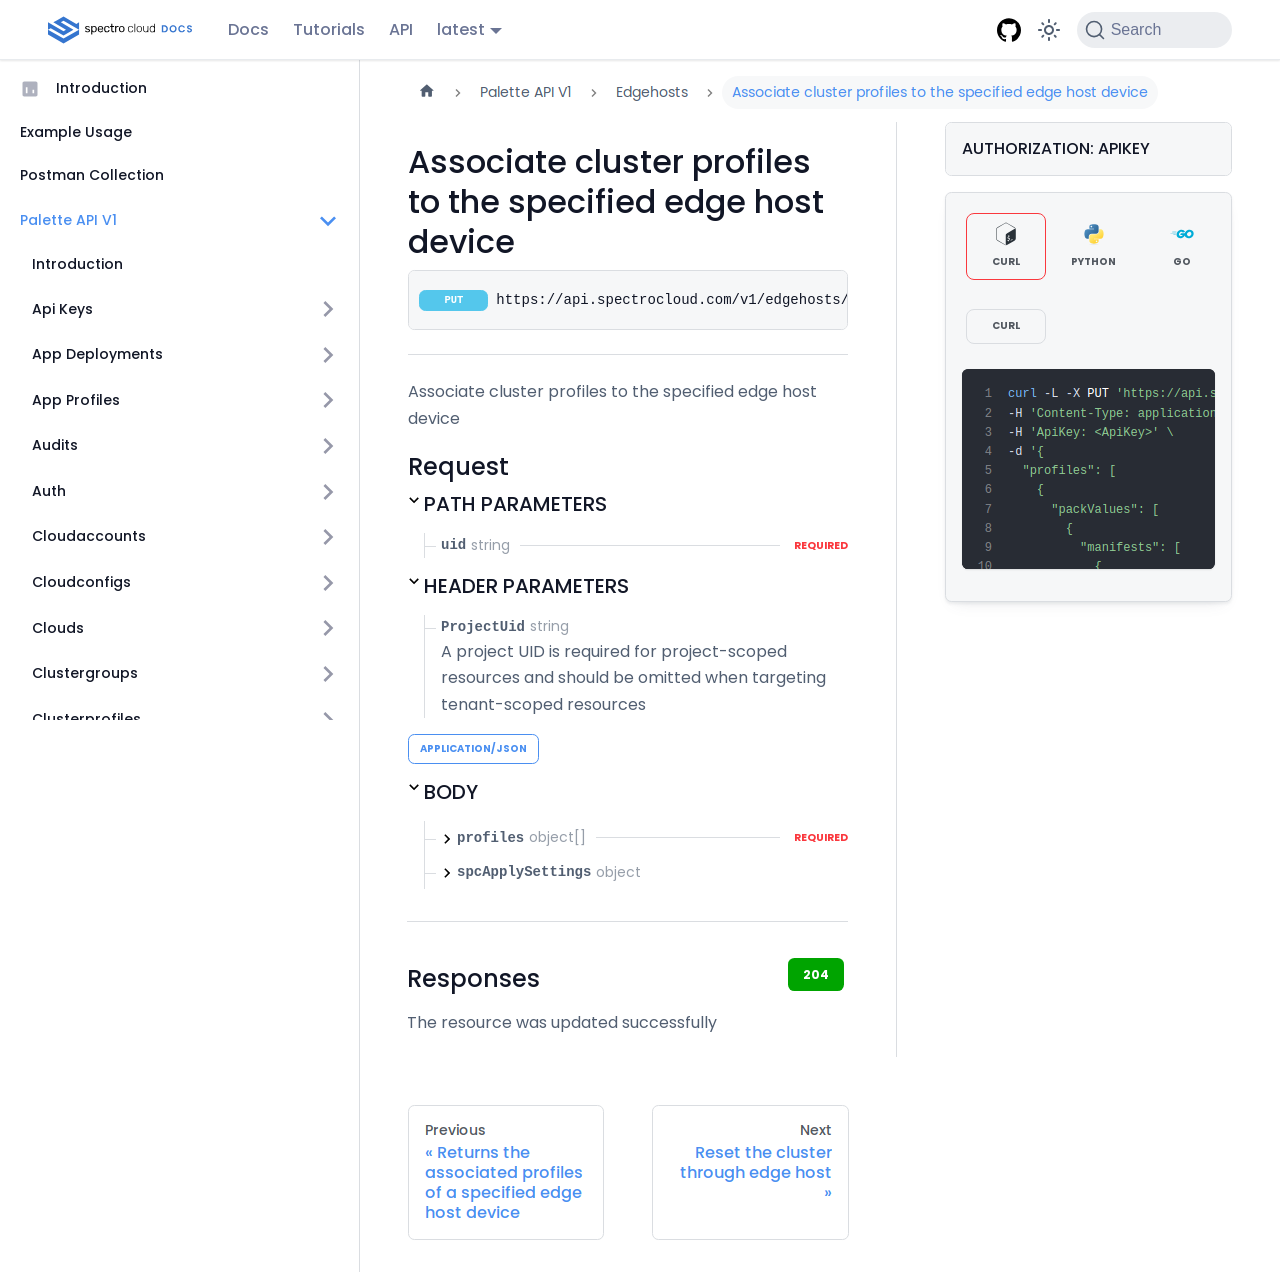 spectro cloud DOCS
Docs
Tutorials
API
latest
Search
Introduction
Example Usage
Postman Collection
Palette API V1
Introduction
Api Keys
App Deployments
App Profiles
Audits
Auth
Cloudaccounts
Cloudconfigs
Clouds
Clustergroups
Clusterprofiles
Palette API V1
Edgehosts
Associate cluster profiles to the specified edge host device
Associate cluster profiles
to the specified edge host
device
PUT
https://api.spectrocloud.com/v1/edgehosts/
Associate cluster profiles to the specified edge host
device
Request
PATH PARAMETERS
uid string
REQUIRED
HEADER PARAMETERS
ProjectUid string
A project UID is required for project-scoped
resources and should be omitted when targeting
tenant-scoped resources
APPLICATION/JSON
BODY
profiles object[]
REQUIRED
spcApplySettings object
Responses
204
The resource was updated successfully
Previous
« Returns the
associated profiles
of a specified edge
host device
Next
Reset the cluster
through edge host
»
AUTHORIZATION: APIKEY
CURL
PYTHON
GO
CURL
1 curl -L -X PUT 'https://api.s
2 -H 'Content-Type: application
3 -H 'ApiKey: <ApiKey>' \
4 -d '{
5 "profiles": [
6 {
7 "packValues": [
8 {
9 "manifests": [
10 {